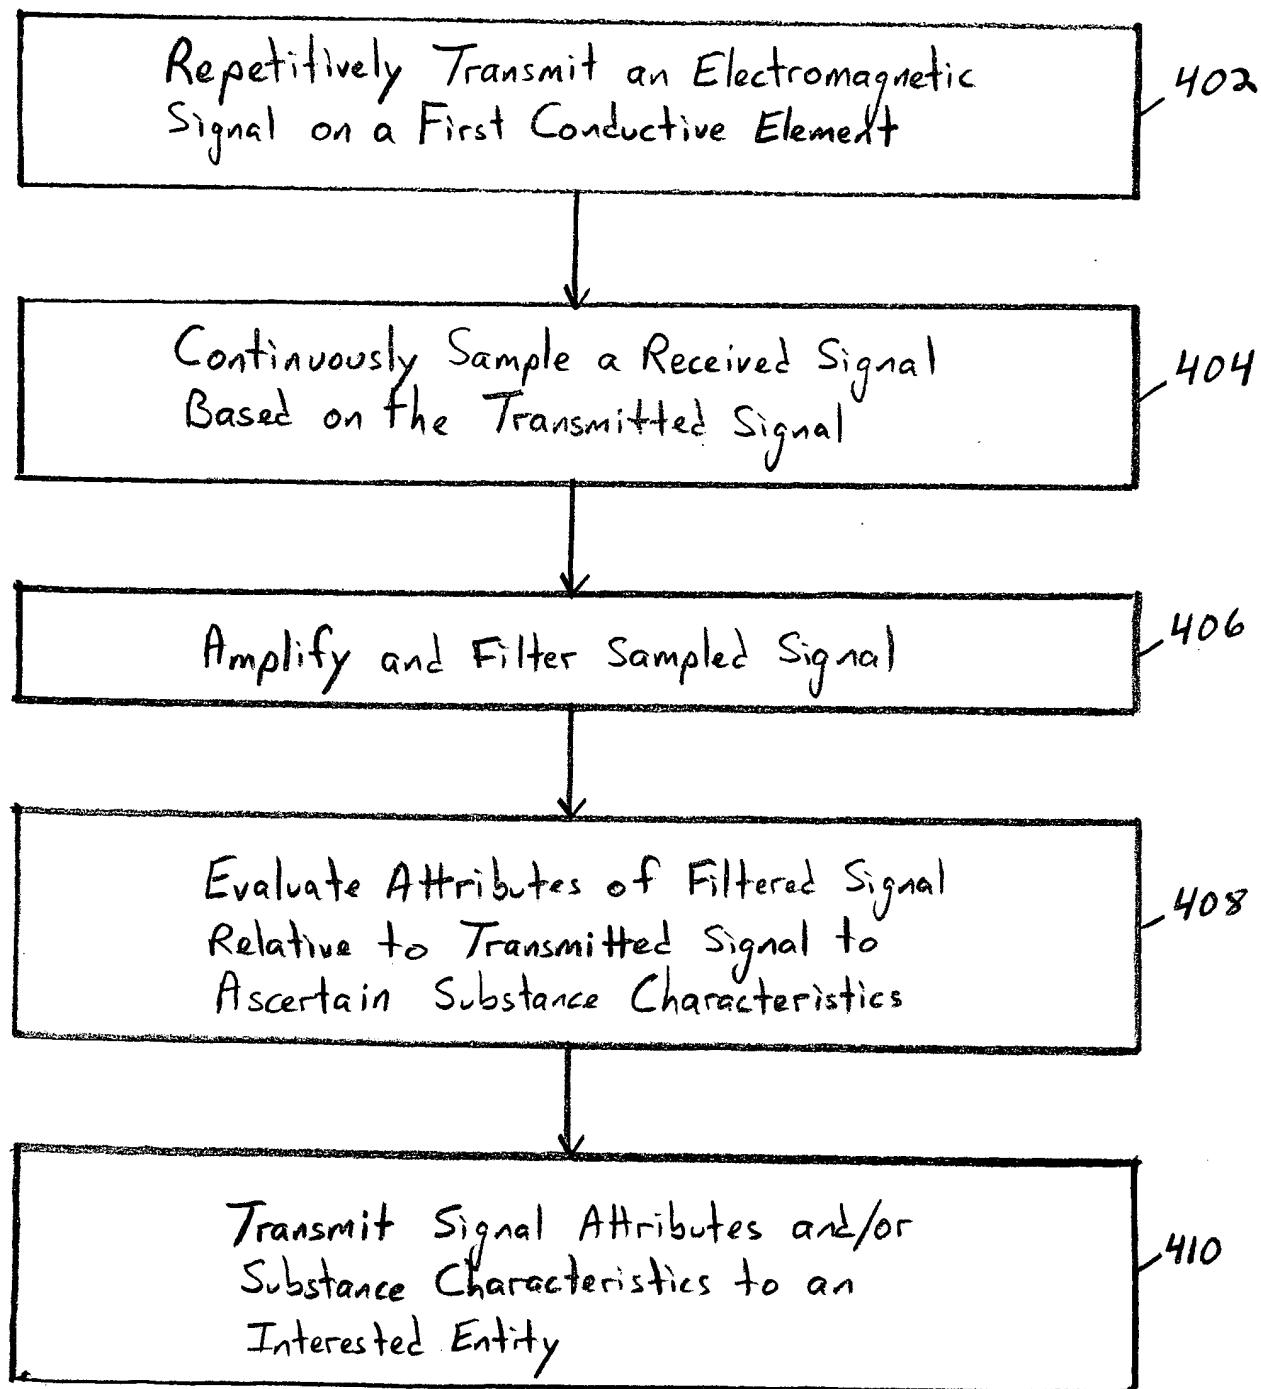 Repetitively Transmit an Electromagnetic
Signal on a First Conductive Element
402
Continuously Sample a Received Signal
Based on the Transmitted Signal
404
Amplify and Filter Sampled Signal
406
Evaluate Attributes of Filtered Signal
Relative to Transmitted Signal to
Ascertain Substance Characteristics
408
Transmit Signal Attributes and/or
Substance Characteristics to an
Interested Entity
410